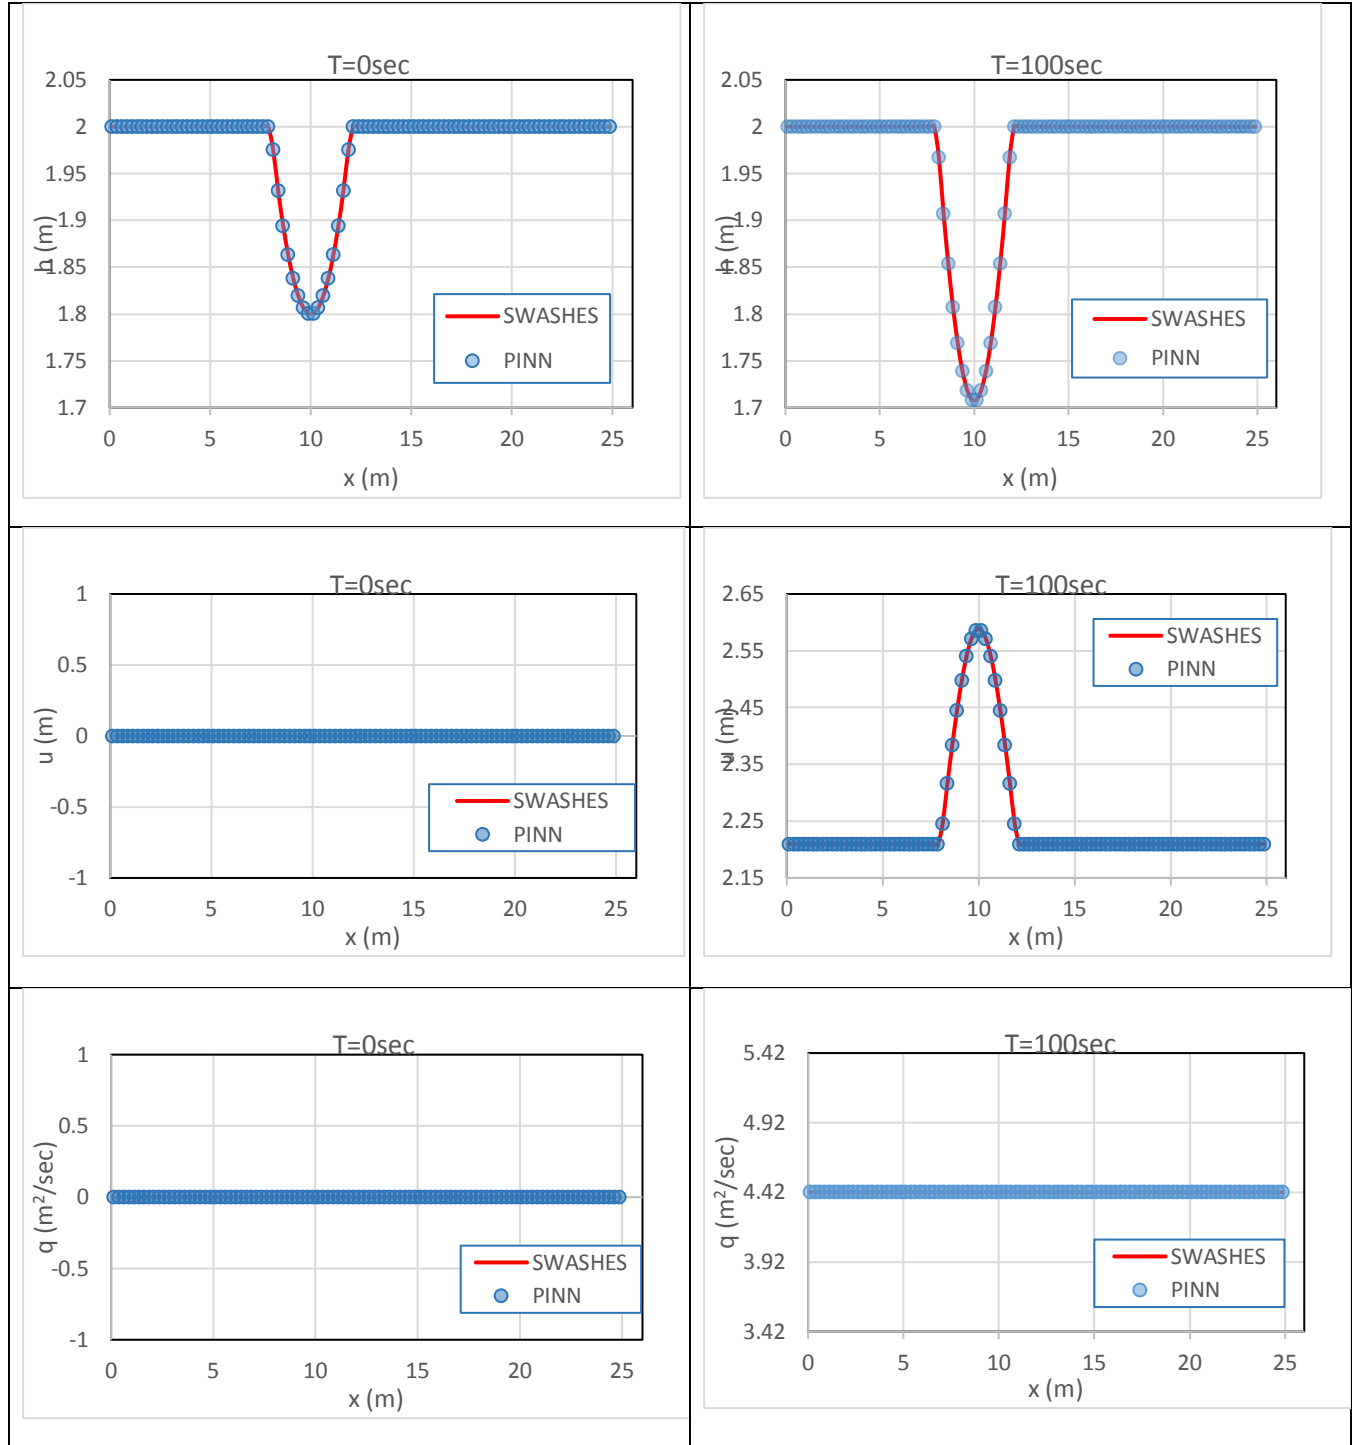 T=0sec
2.05
2
1.95
1.9
1.85
1.8
1.75
1.7
h (m)
SWASHES
PINN
0 5 10 15 20 25
x (m)
T=100sec
2.05
2
1.95
1.9
1.85
1.8
1.75
1.7
h (m)
SWASHES
PINN
0 5 10 15 20 25
x (m)
T=0sec
1
0.5
0
-0.5
-1
u (m)
SWASHES
PINN
0 5 10 15 20 25
x (m)
T=100sec
2.65
2.55
2.45
2.35
2.25
2.15
u (m)
SWASHES
PINN
0 5 10 15 20 25
x (m)
T=0sec
1
0.5
0
-0.5
-1
q (m²/sec)
SWASHES
PINN
0 5 10 15 20 25
x (m)
T=100sec
5.42
4.92
4.42
3.92
3.42
q (m²/sec)
SWASHES
PINN
0 5 10 15 20 25
x (m)